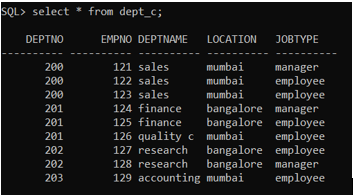 SQL> select * from dept_c;
DEPTNO EMPNO DEPTNAME LOCATION JOBTYPE
---------- ---------- ---------- ---------- ----------
200 121 sales mumbai manager
200 122 sales mumbai employee
200 123 sales mumbai employee
201 124 finance bangalore manager
201 125 finance bangalore employee
201 126 quality c mumbai employee
202 127 research bangalore employee
202 128 research bangalore manager
203 129 accounting mumbai employee